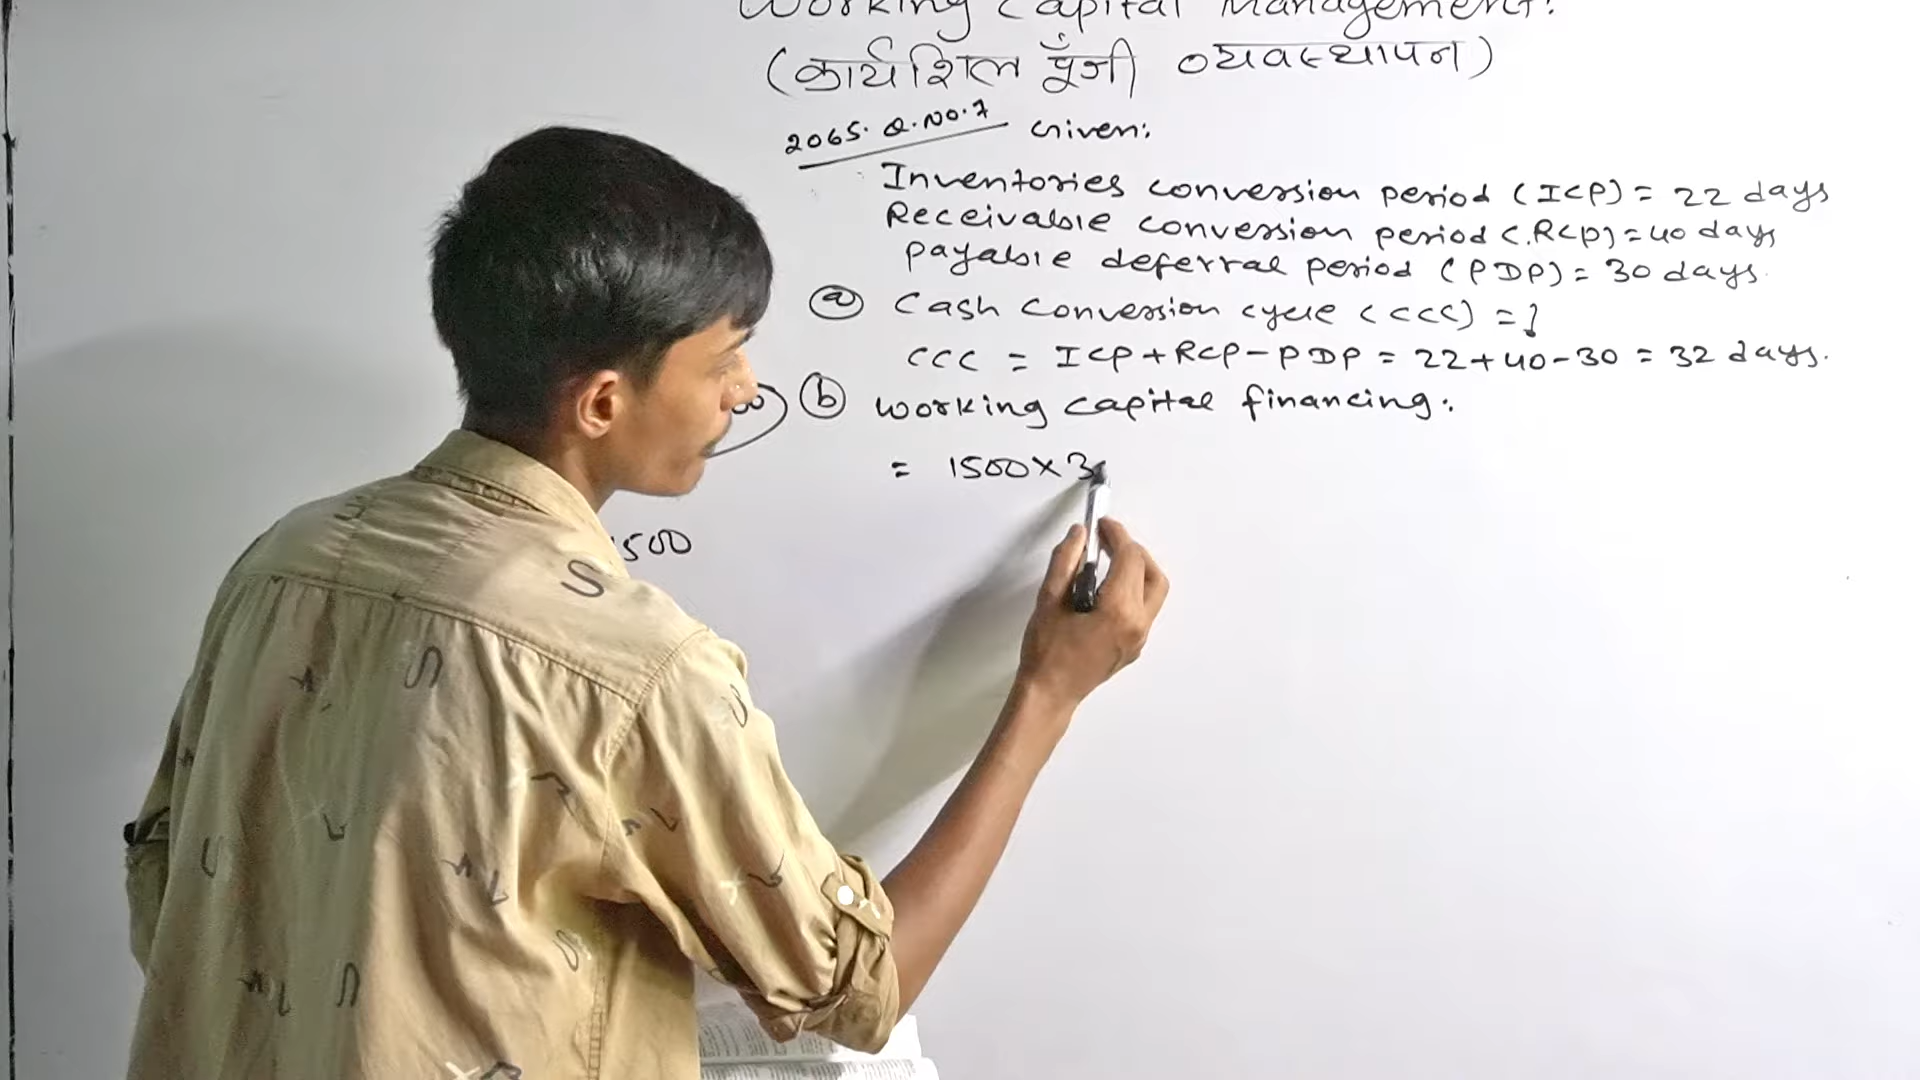 Working Capital Management:
(कार्यशिल पूँजी व्यवस्थापन)
2065. Q.NO.7 Given:
Inventories conversion period (ICP) = 22 days
Receivable conversion period (RCP) = 40 days
payable deferral period (PDP) = 30 days.
(a) Cash Conversion cycle (CCC) = ?
CCC = ICP+RCP-PDP = 22+40-30 = 32 days.
(b) working capital financing:
= 1500×3
1500